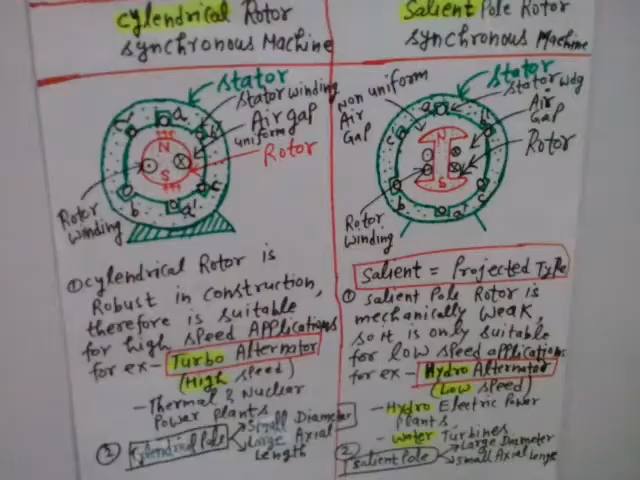 Cylendrical Rotor
synchronous Machine
stator
a
stator winding
b'
Air gap
uniform
Rotor
c'
N
S
Rotor
winding
b
a'
c
① Cylendrical Rotor is
Robust in construction,
therefore is suitable
for high speed Applications
for ex - Turbo Alternator
(High speed)
- Thermal & Nuclear
Power plants
② Cylendrical Pole → Small Diameter
→ Large Axial
Length
Salient Pole Rotor
synchronous Machine
stator
stator wdg
Non uniform
Air
Gap
a
Air
Gap
b'
c'
N
Rotor
S
Rotor
winding
b
a'
c
Salient = Projected Type
① Salient Pole Rotor is
mechanically weak,
so it is only suitable
for low speed applications
for ex - Hydro Alternator
(Low speed)
- Hydro Electric Power
Plants
- water Turbines
② Salient Pole → Large Diameter
→ Small Axial